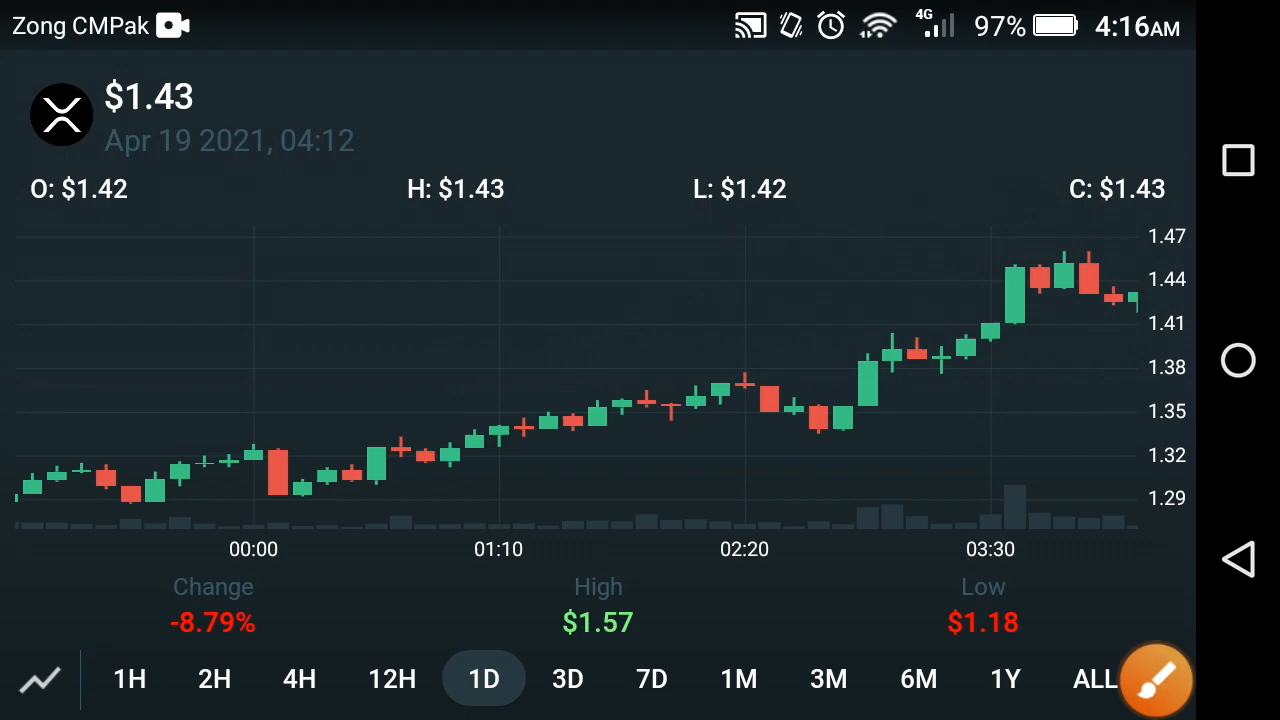 Zong CMPak 4G 97% 4:16AM
$1.43
Apr 19 2021, 04:12
O: $1.42 H: $1.43 L: $1.42 C: $1.43
1.47
1.44
1.41
1.38
1.35
1.32
1.29
00:00 01:10 02:20 03:30
Change High Low
-8.79% $1.57 $1.18
1H 2H 4H 12H 1D 3D 7D 1M 3M 6M 1Y ALL